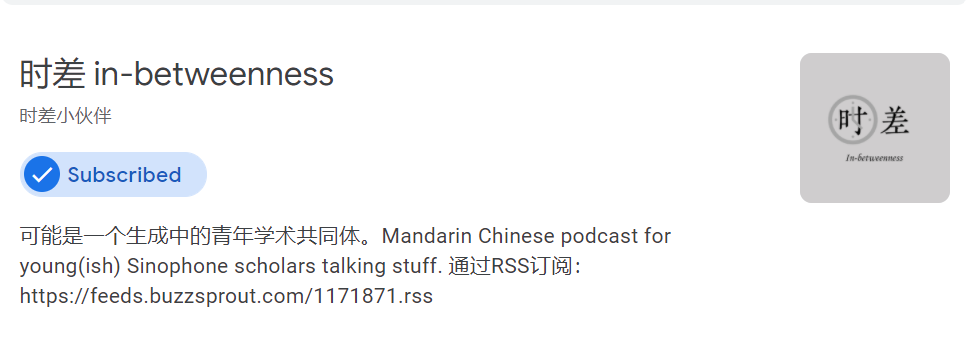 时差 in-betweenness
时差小伙伴
Subscribed
可能是一个生成中的青年学术共同体。Mandarin Chinese podcast for
young(ish) Sinophone scholars talking stuff. 通过RSS订阅：
https://feeds.buzzsprout.com/1171871.rss
时差
In-betweenness